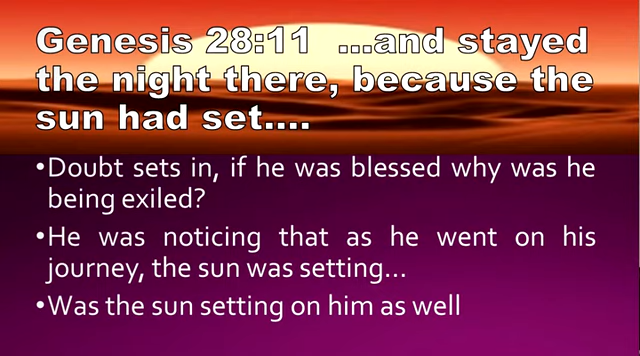 Genesis 28:11  ...and stayed
the night there, because the
sun had set....
•Doubt sets in, if he was blessed why was he
being exiled?
•He was noticing that as he went on his
journey, the sun was setting...
•Was the sun setting on him as well